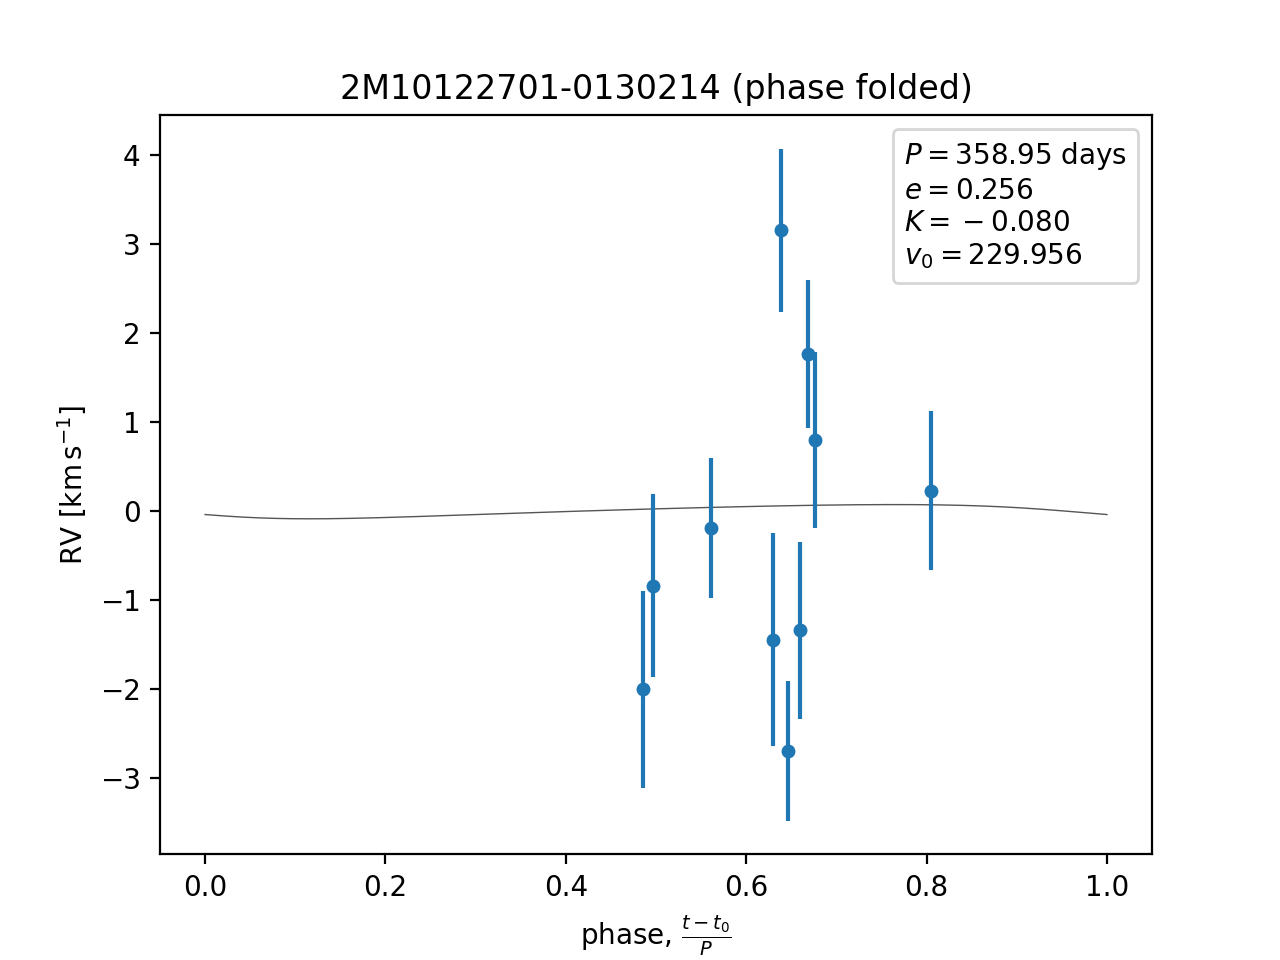 2M10122701-0130214 (phase folded)
P = 358.95 days
e = 0.256
K = −0.080
v₀ = 229.956
4
3
2
1
0
−1
−2
−3
RV [km s⁻¹]
0.0 0.2 0.4 0.6 0.8 1.0
phase, (t − t₀)/P